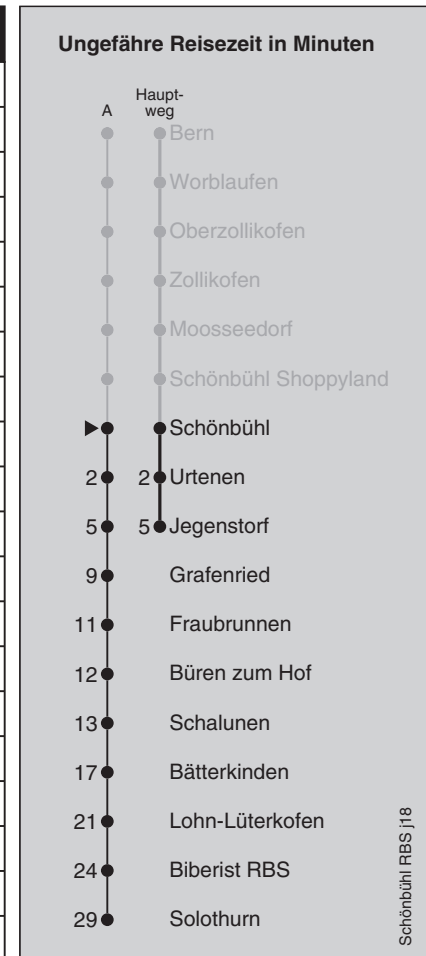 Ungefähre Reisezeit in Minuten
A
Haupt-
weg
Bern
Worblaufen
Oberzollikofen
Zollikofen
Moosseedorf
Schönbühl Shoppyland
Schönbühl
2 2 Urtenen
5 5 Jegenstorf
9 Grafenried
11 Fraubrunnen
12 Büren zum Hof
13 Schalunen
17 Bätterkinden
21 Lohn-Lüterkofen
24 Biberist RBS
29 Solothurn
Schönbühl RBS j18